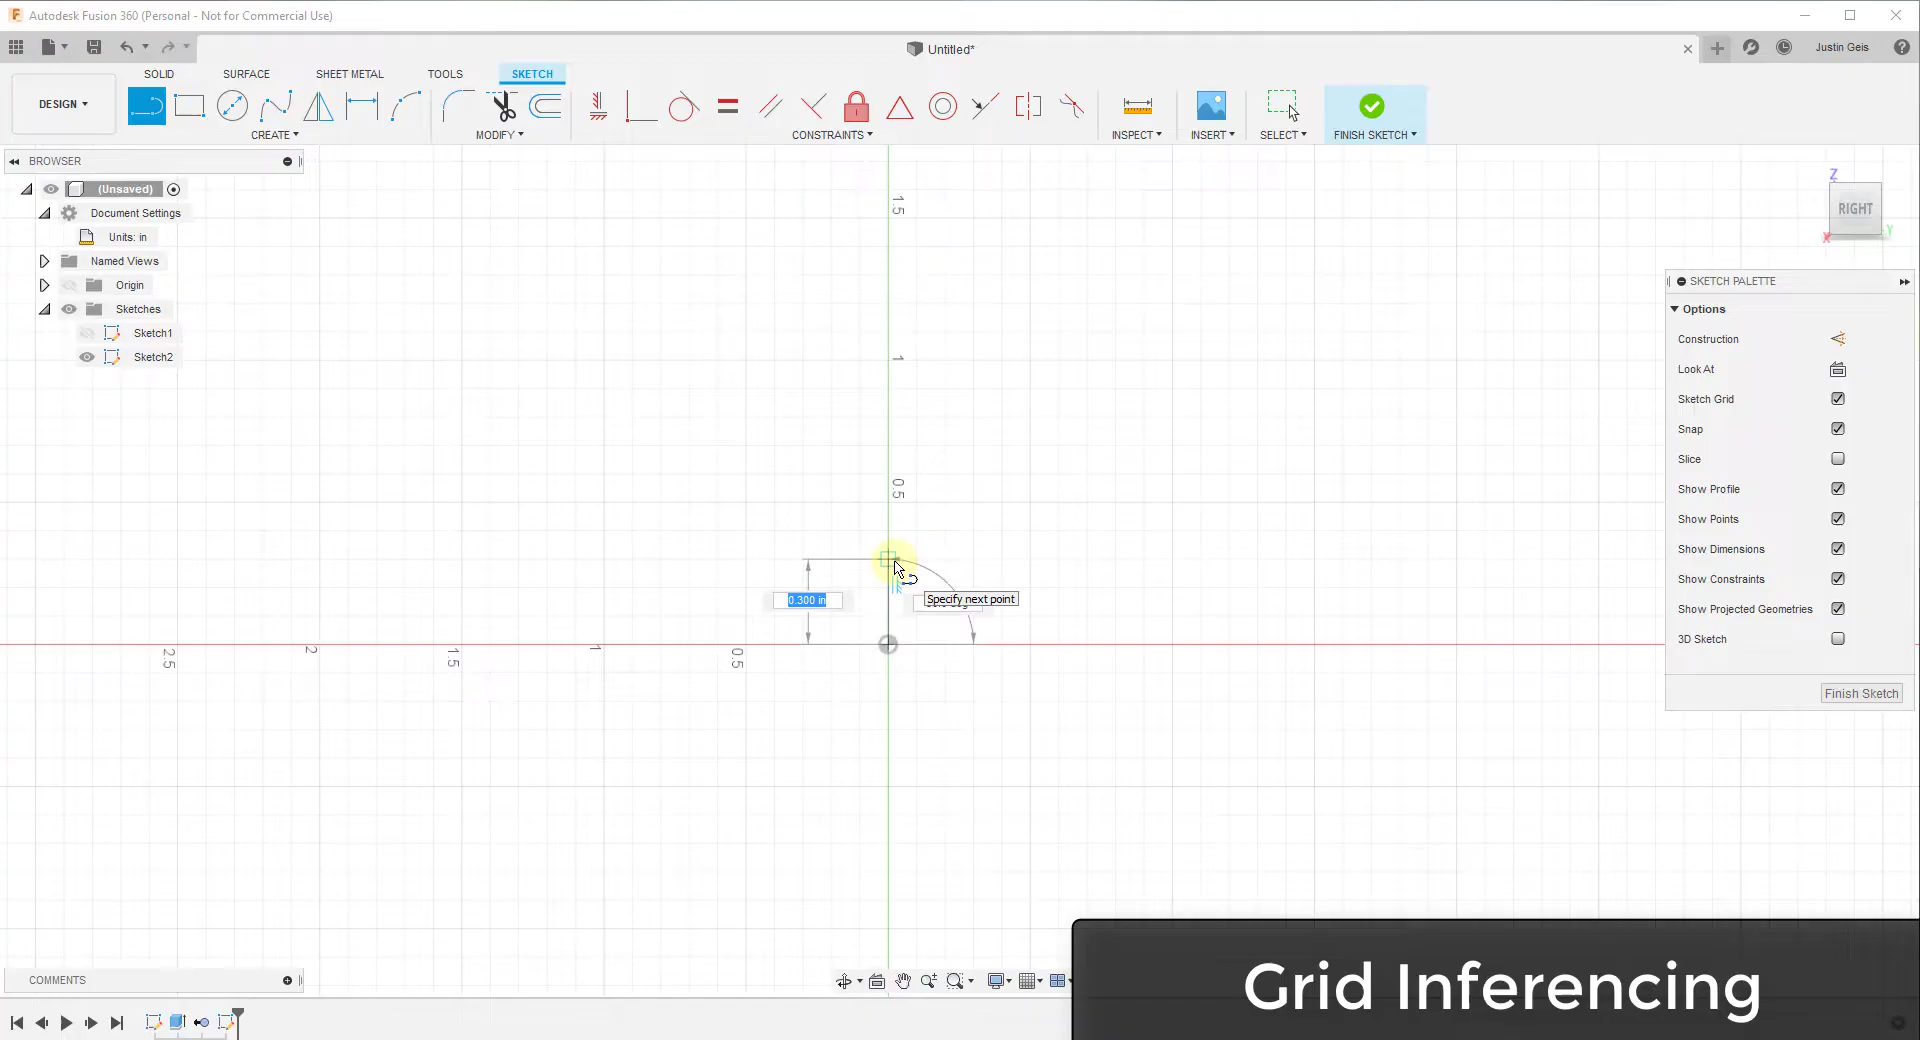 Autodesk Fusion 360 (Personal - Not for Commercial Use)
Untitled*
Justin Geis
SOLID SURFACE SHEET METAL TOOLS SKETCH
DESIGN
CREATE MODIFY CONSTRAINTS INSPECT INSERT SELECT FINISH SKETCH
BROWSER
(Unsaved)
Document Settings
Units: in
Named Views
Origin
Sketches
Sketch1
Sketch2
1.5
1
0.5
2.5 2 1.5 1 0.5
0.300 in
Specify next point
Z
RIGHT
X Y
SKETCH PALETTE
Options
Construction
Look At
Sketch Grid
Snap
Slice
Show Profile
Show Points
Show Dimensions
Show Constraints
Show Projected Geometries
3D Sketch
Finish Sketch
COMMENTS
Grid Inferencing